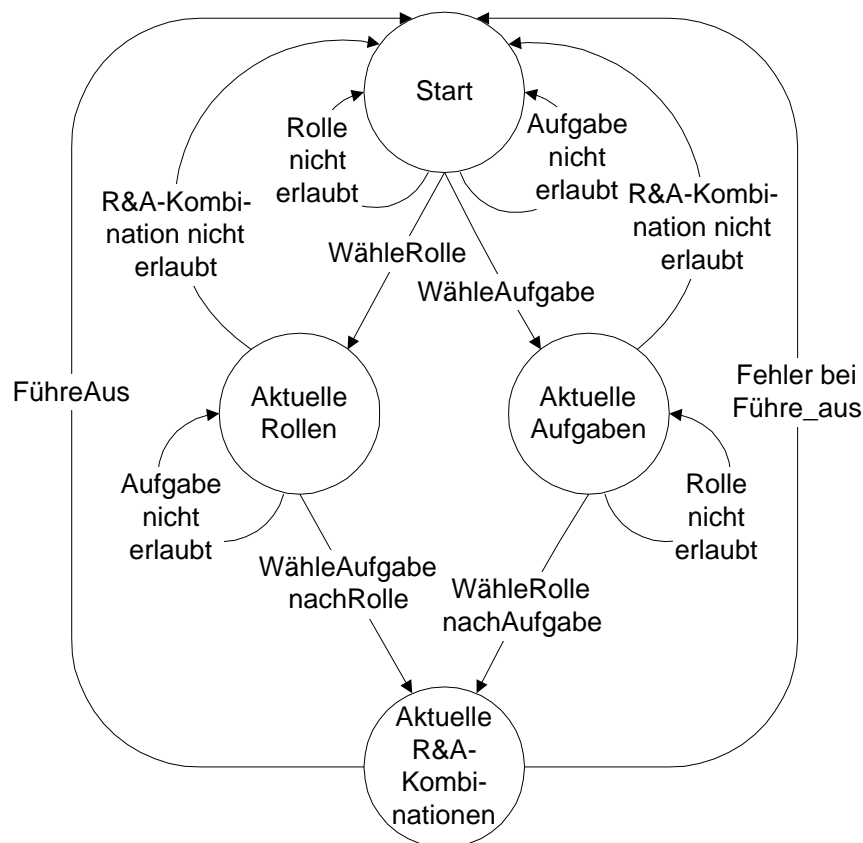 Start
Rolle
nicht
erlaubt
Aufgabe
nicht
erlaubt
R&A-Kombi-
nation nicht
erlaubt
R&A-Kombi-
nation nicht
erlaubt
WähleRolle
WähleAufgabe
FühreAus
Aktuelle
Rollen
Aktuelle
Aufgaben
Fehler bei
Führe_aus
Aufgabe
nicht
erlaubt
Rolle
nicht
erlaubt
WähleAufgabe
nachRolle
WähleRolle
nachAufgabe
Aktuelle
R&A-
Kombi-
nationen